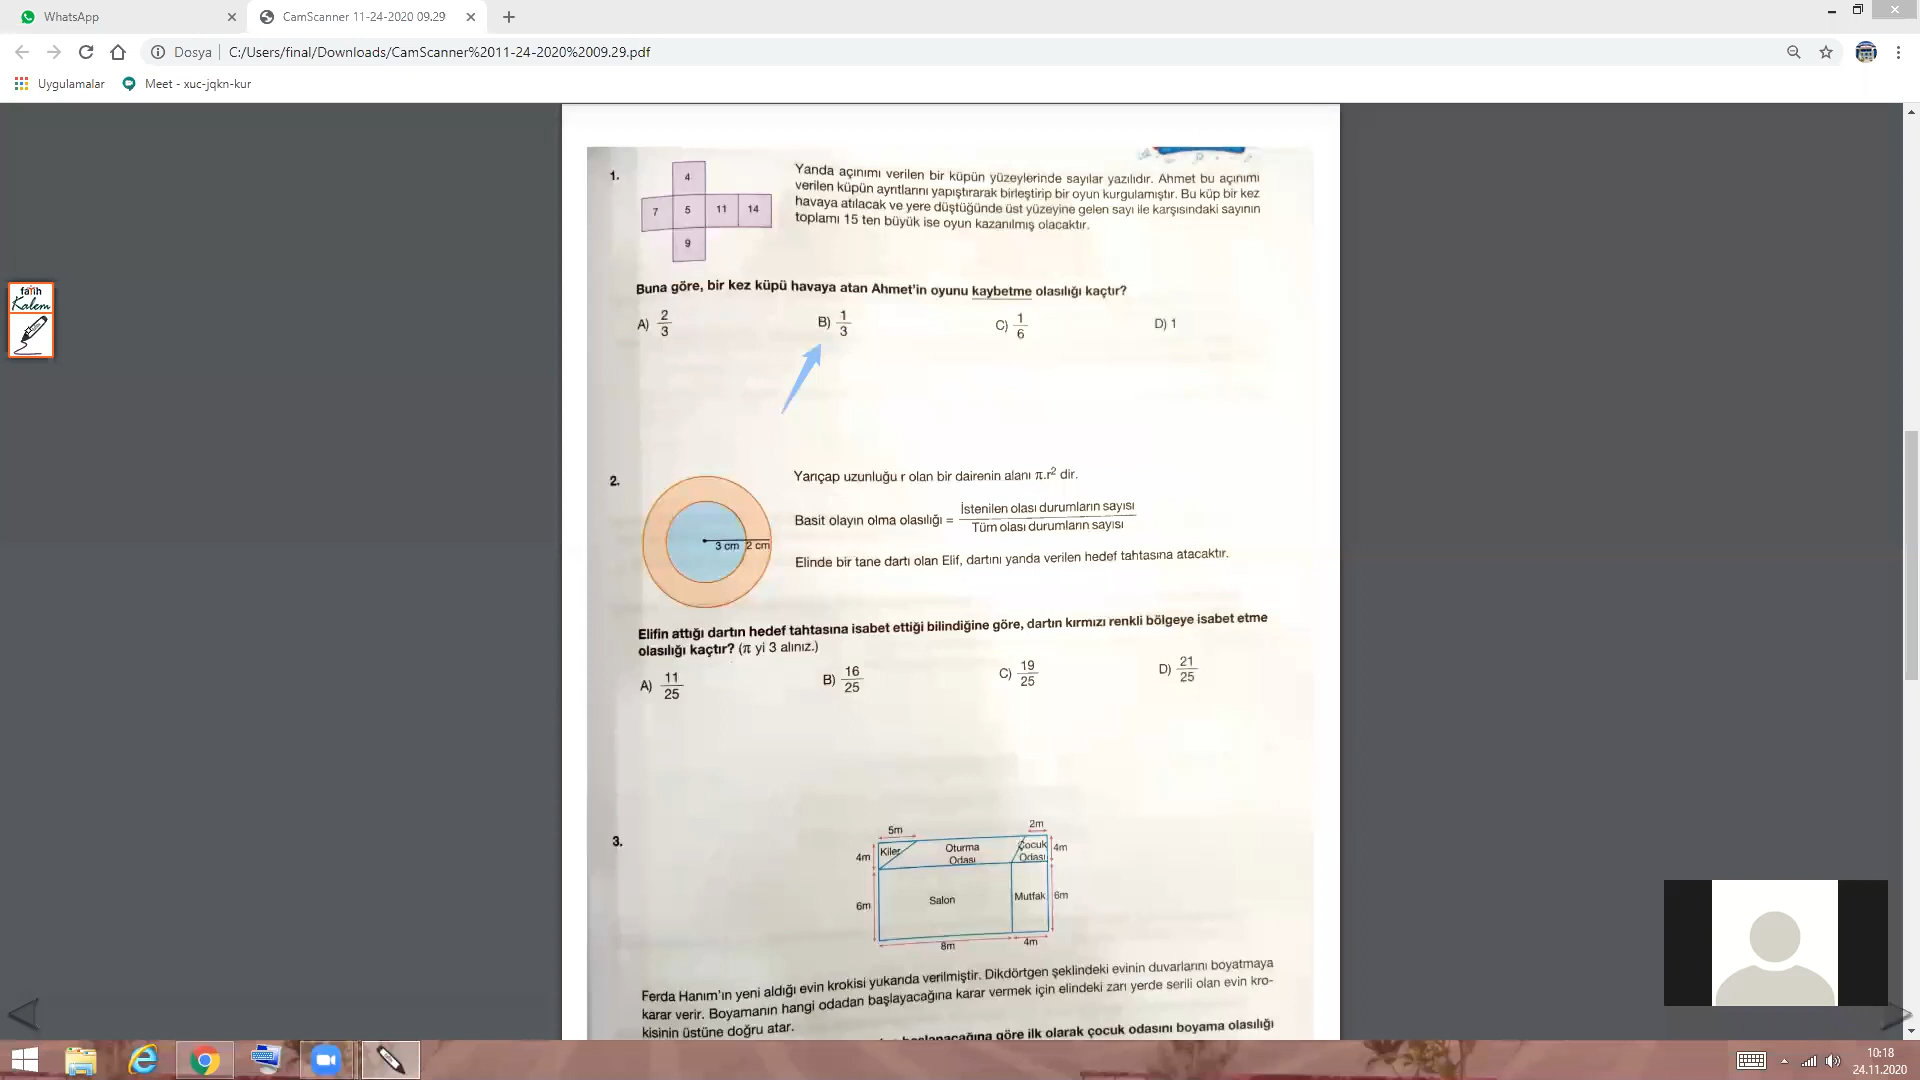 WhatsApp
CamScanner 11-24-2020 09.29
Dosya
C:/Users/final/Downloads/CamScanner%2011-24-2020%2009.29.pdf
Uygulamalar
Meet - xuc-jqkn-kur
fatih
Kalem
1.
4
7 5 11 14
9
Yanda açınımı verilen bir küpün yüzeylerinde sayılar yazılıdır. Ahmet bu açınımı
verilen küpün ayrıtlarını yapıştırarak birleştirip bir oyun kurgulamıştır. Bu küp bir kez
havaya atılacak ve yere düştüğünde üst yüzeyine gelen sayı ile karşısındaki sayının
toplamı 15 ten büyük ise oyun kazanılmış olacaktır.
Buna göre, bir kez küpü havaya atan Ahmet'in oyunu kaybetme olasılığı kaçtır?
A) 2/3 B) 1/3 C) 1/6 D) 1
2.
3 cm 2 cm
Yarıçap uzunluğu r olan bir dairenin alanı π.r² dir.
Basit olayın olma olasılığı = İstenilen olası durumların sayısı / Tüm olası durumların sayısı
Elinde bir tane dartı olan Elif, dartını yanda verilen hedef tahtasına atacaktır.
Elifin attığı dartın hedef tahtasına isabet ettiği bilindiğine göre, dartın kırmızı renkli bölgeye isabet etme
olasılığı kaçtır? (π yi 3 alınız.)
A) 11/25 B) 16/25 C) 19/25 D) 21/25
3.
5m 2m
4m Kiler Oturma Odası Çocuk Odası 4m
6m Salon Mutfak 6m
8m 4m
Ferda Hanım'ın yeni aldığı evin krokisi yukarıda verilmiştir. Dikdörtgen şeklindeki evinin duvarlarını boyatmaya
karar verir. Boyamanın hangi odadan başlayacağına karar vermek için elindeki zarı yerde serili olan evin kro-
kisinin üstüne doğru atar.
başlanacağına göre ilk olarak çocuk odasını boyama olasılığı
10:18
24.11.2020